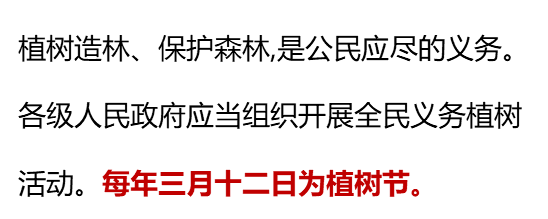 植树造林、保护森林,是公民应尽的义务。
各级人民政府应当组织开展全民义务植树
活动。每年三月十二日为植树节。